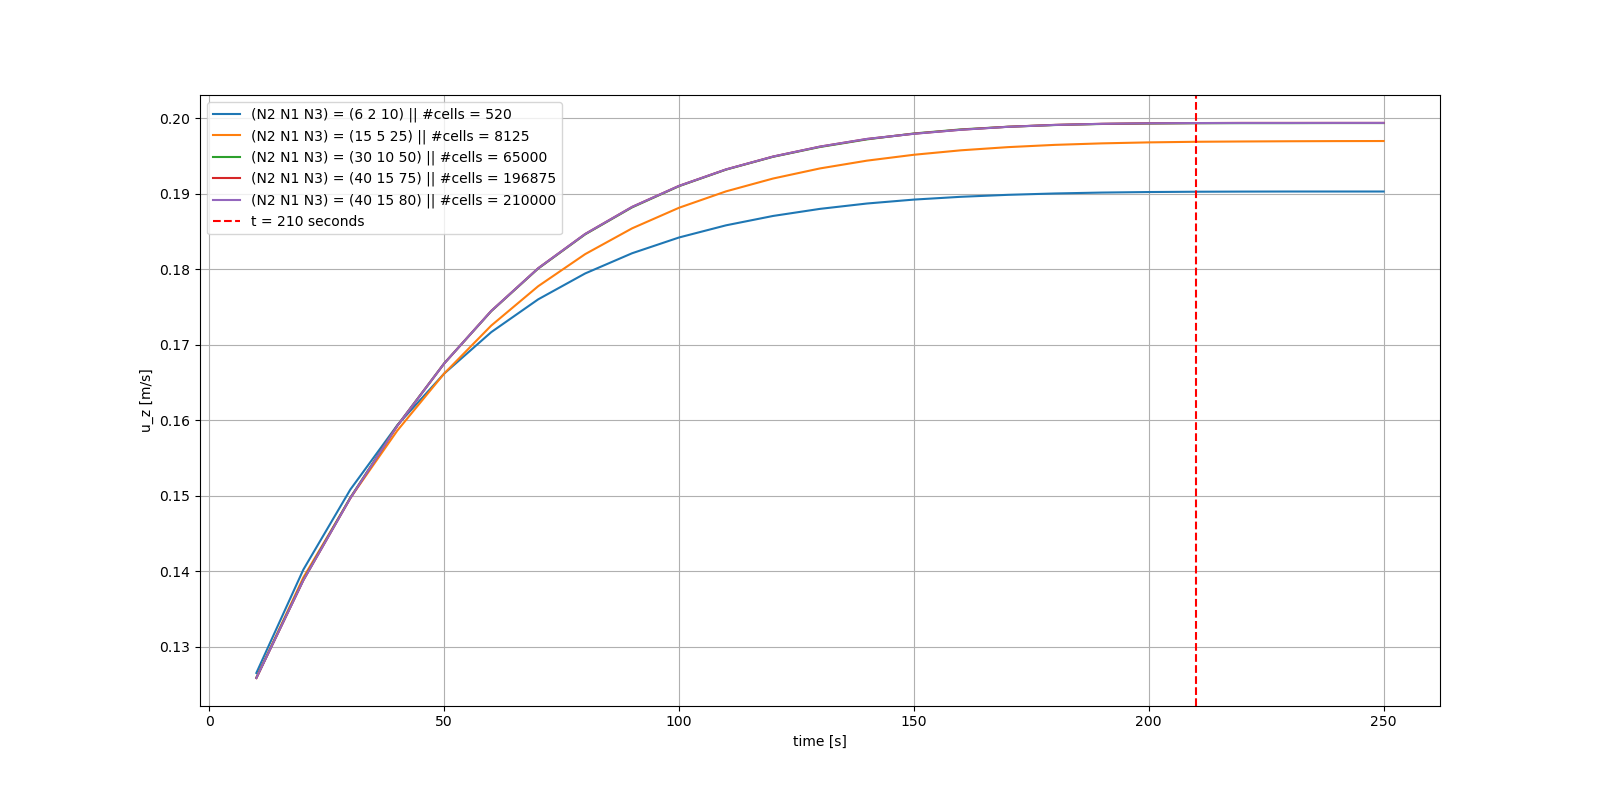 (N2 N1 N3) = (6 2 10) || #cells = 520
(N2 N1 N3) = (15 5 25) || #cells = 8125
(N2 N1 N3) = (30 10 50) || #cells = 65000
(N2 N1 N3) = (40 15 75) || #cells = 196875
(N2 N1 N3) = (40 15 80) || #cells = 210000
t = 210 seconds
0.20
0.19
0.18
0.17
0.16
0.15
0.14
0.13
u_z [m/s]
0 50 100 150 200 250
time [s]